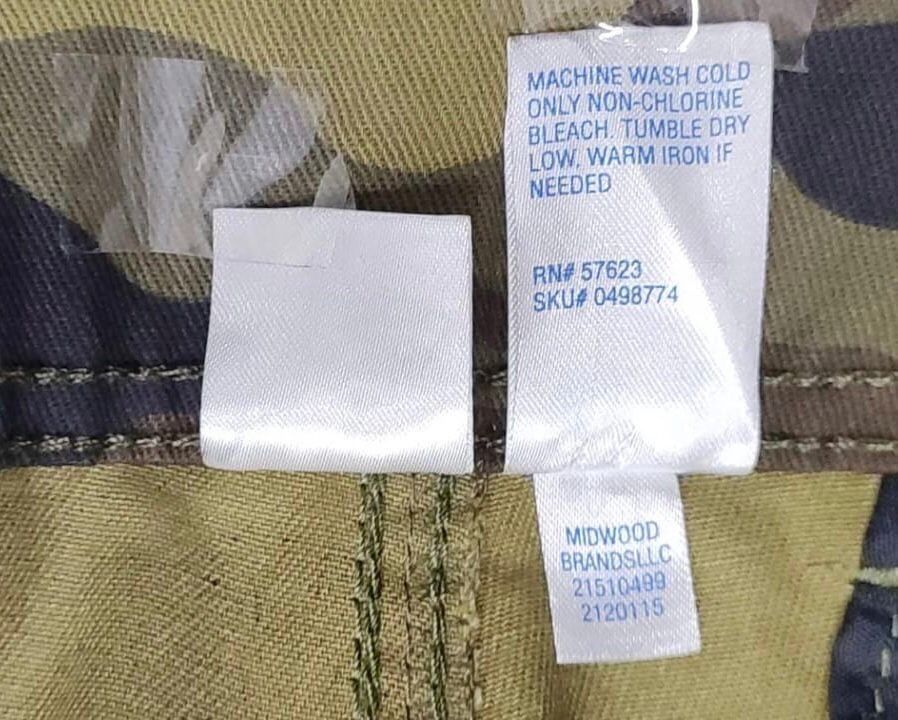 MACHINE WASH COLD
ONLY NON-CHLORINE
BLEACH. TUMBLE DRY
LOW. WARM IRON IF
NEEDED
RN# 57623
SKU# 0498774
MIDWOOD
BRANDSLLC
21510499
2120115